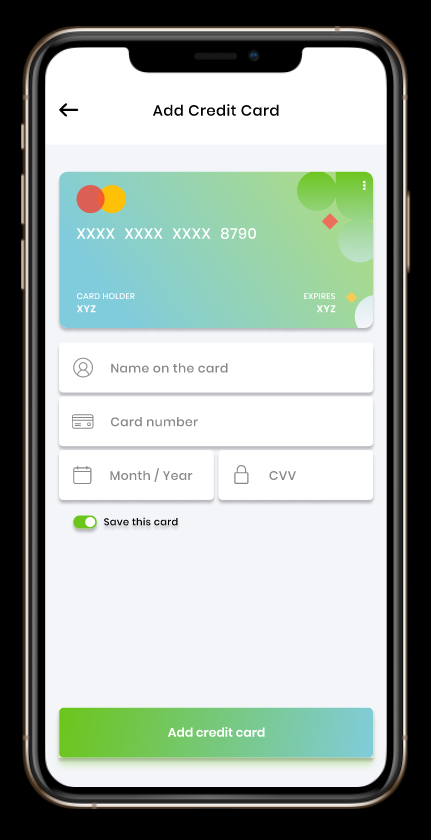 Add Credit Card
XXXX XXXX XXXX 8790
CARD HOLDER EXPIRES
XYZ XYZ
Name on the card
Card number
Month / Year CVV
Save this card
Add credit card